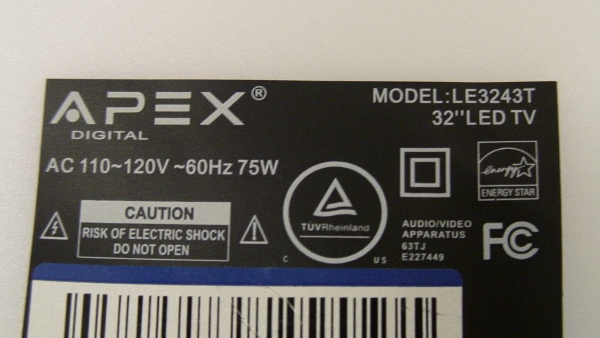 APEX®
DIGITAL
MODEL:LE3243T
32"LED TV
AC 110~120V ~60Hz 75W
CAUTION
RISK OF ELECTRIC SHOCK
DO NOT OPEN
TÜVRheinland
C US
energy
ENERGY STAR
AUDIO/VIDEO
APPARATUS
63TJ
E227449
FC